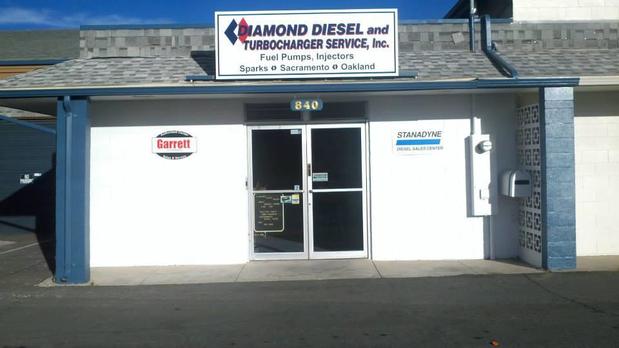 DIAMOND DIESEL and
TURBOCHARGER SERVICE, Inc.
Fuel Pumps, Injectors
Sparks Sacramento Oakland
840
Garrett
STANADYNE
DIESEL SALES CENTER